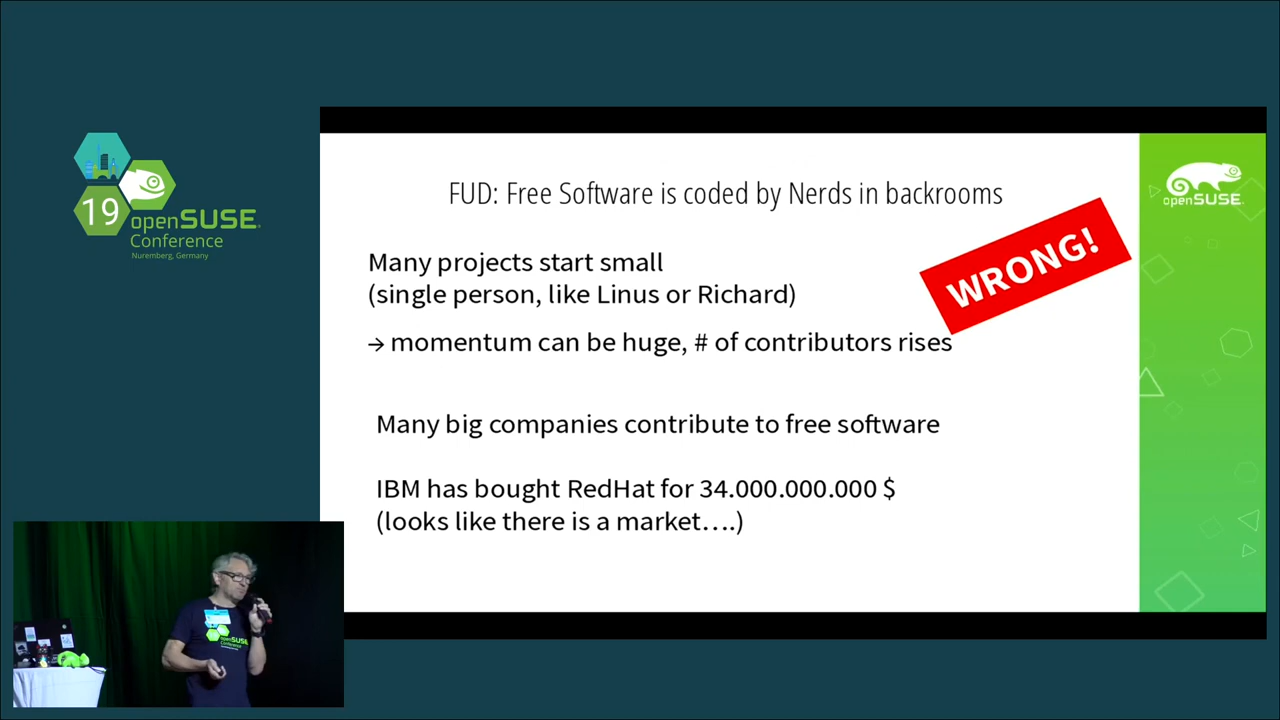 19
openSUSE
Conference
Nuremberg, Germany
FUD: Free Software is coded by Nerds in backrooms
WRONG!
openSUSE
Many projects start small
(single person, like Linus or Richard)
→ momentum can be huge, # of contributors rises
Many big companies contribute to free software
IBM has bought RedHat for 34.000.000.000 $
(looks like there is a market….)
openSUSE
Conference